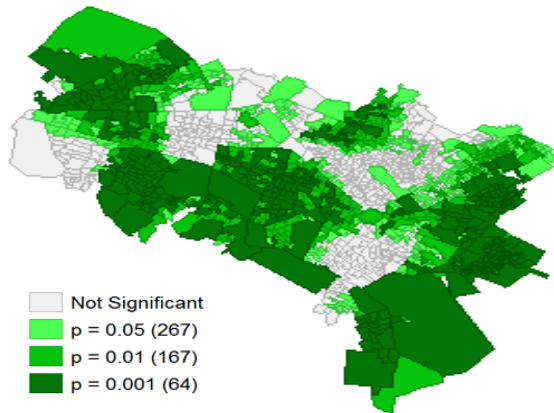 Not Significant
p = 0.05 (267)
p = 0.01 (167)
p = 0.001 (64)